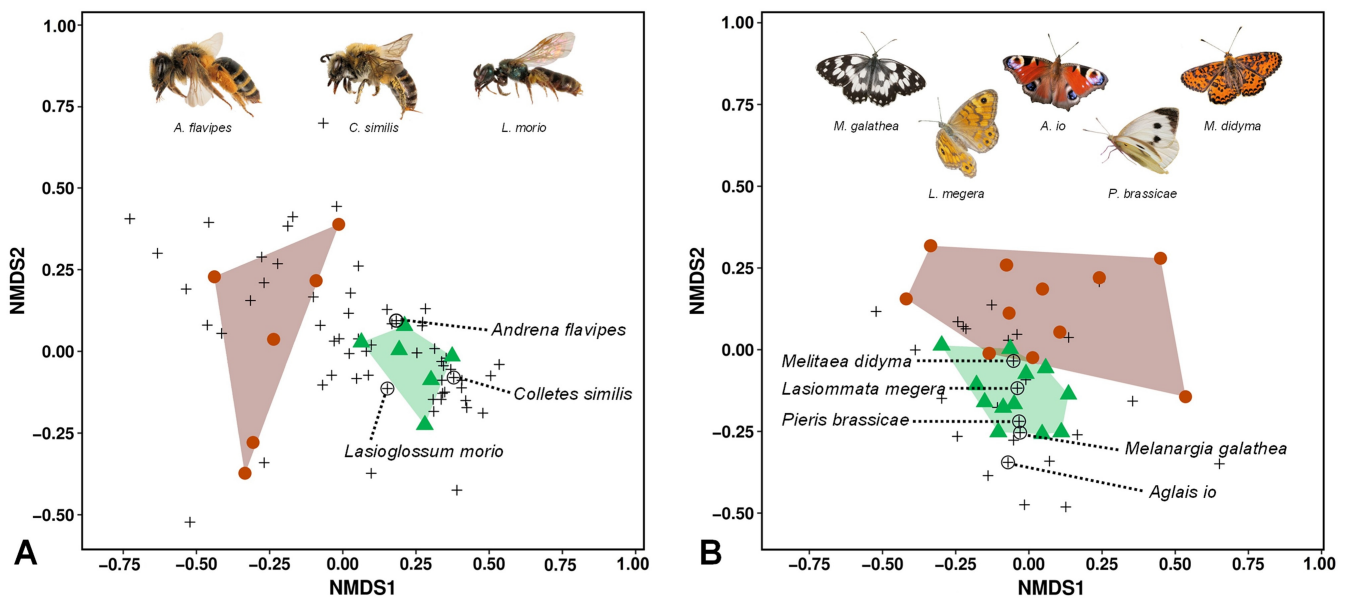 A. flavipes
C. similis
L. morio
1.00
0.75
0.50
0.25
0.00
−0.25
−0.50
NMDS2
Andrena flavipes
Colletes similis
Lasioglossum morio
A
−0.75
−0.50
−0.25
0.00
0.25
0.50
0.75
1.00
NMDS1
M. galathea
A. io
M. didyma
L. megera
P. brassicae
1.00
0.75
0.50
0.25
0.00
−0.25
−0.50
NMDS2
Melitaea didyma
Lasiommata megera
Pieris brassicae
Melanargia galathea
Aglais io
B
−0.75
−0.50
−0.25
0.00
0.25
0.50
0.75
1.00
NMDS1